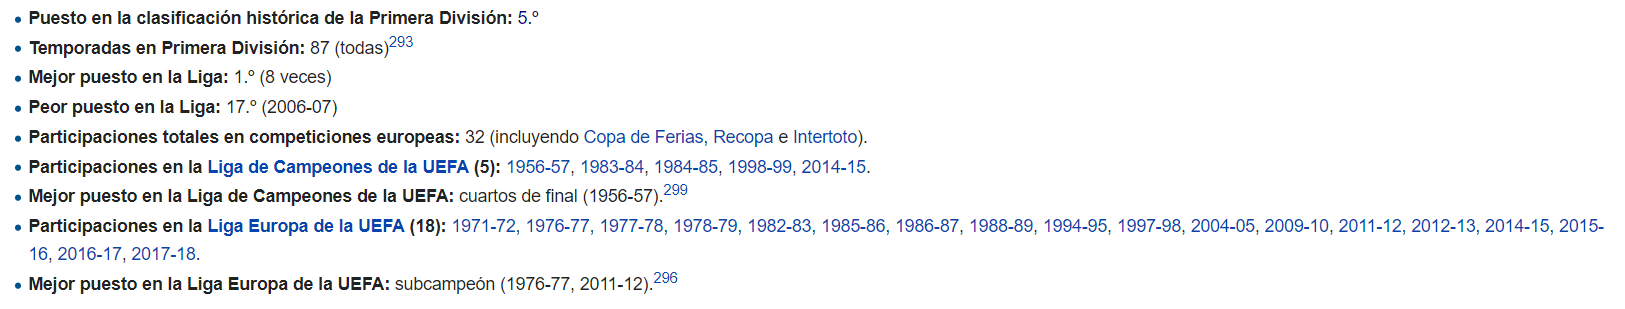 • Puesto en la clasificación histórica de la Primera División: 5.º
• Temporadas en Primera División: 87 (todas)293
• Mejor puesto en la Liga: 1.º (8 veces)
• Peor puesto en la Liga: 17.º (2006-07)
• Participaciones totales en competiciones europeas: 32 (incluyendo Copa de Ferias, Recopa e Intertoto).
• Participaciones en la Liga de Campeones de la UEFA (5): 1956-57, 1983-84, 1984-85, 1998-99, 2014-15.
• Mejor puesto en la Liga de Campeones de la UEFA: cuartos de final (1956-57).299
• Participaciones en la Liga Europa de la UEFA (18): 1971-72, 1976-77, 1977-78, 1978-79, 1982-83, 1985-86, 1986-87, 1988-89, 1994-95, 1997-98, 2004-05, 2009-10, 2011-12, 2012-13, 2014-15, 2015-
16, 2016-17, 2017-18.
• Mejor puesto en la Liga Europa de la UEFA: subcampeón (1976-77, 2011-12).296